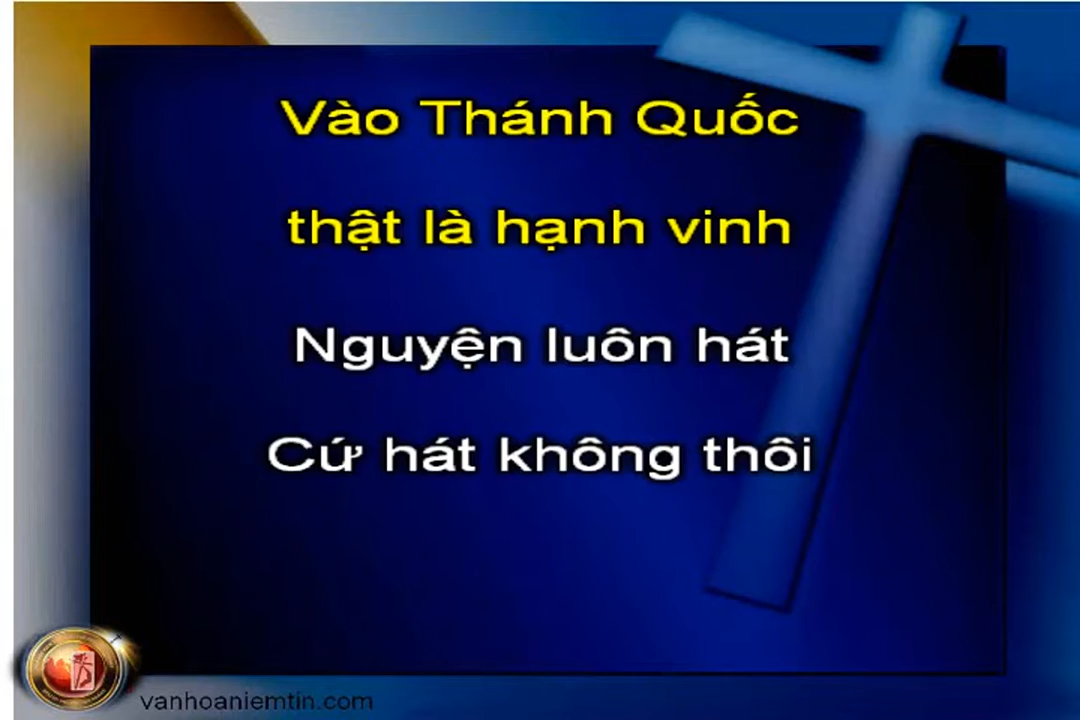 Vào Thánh Quốc
thật là hạnh vinh
Nguyện luôn hát
Cứ hát không thôi
vanhoaniemtin.com